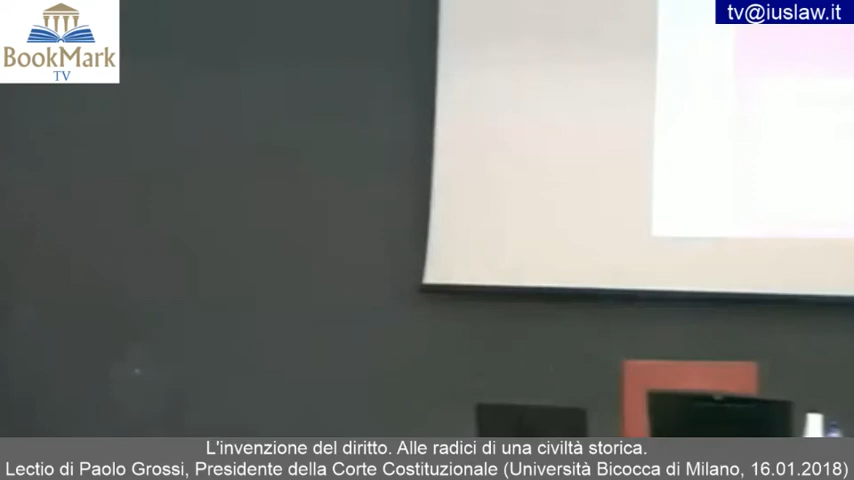 BookMark
TV
tv@iuslaw.it
L'invenzione del diritto. Alle radici di una civiltà storica.
Lectio di Paolo Grossi, Presidente della Corte Costituzionale (Università Bicocca di Milano, 16.01.2018)